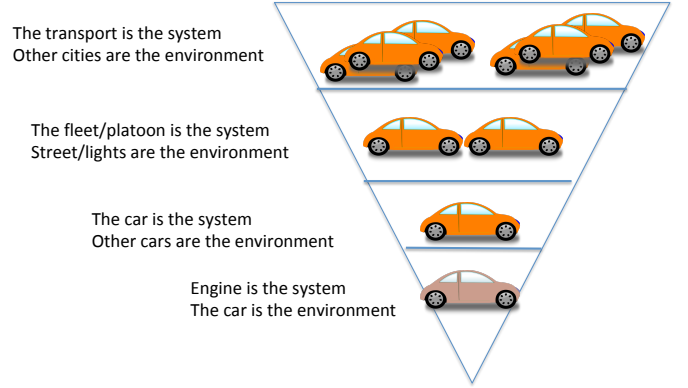 The transport is the system
Other cities are the environment
The fleet/platoon is the system
Street/lights are the environment
The car is the system
Other cars are the environment
Engine is the system
The car is the environment